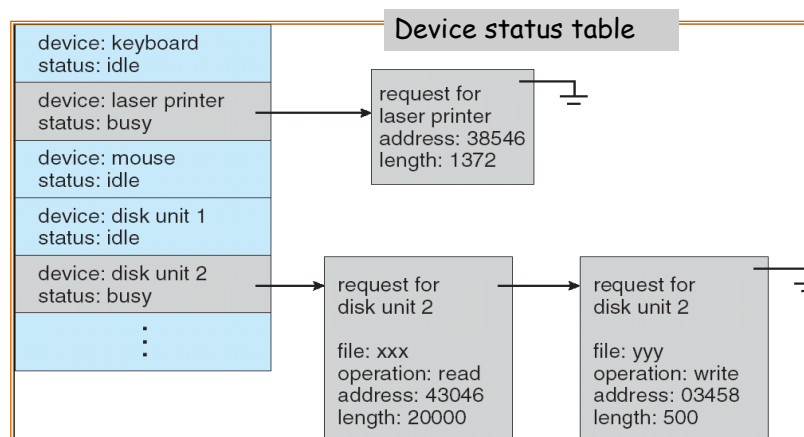 Device status table
device: keyboard
status: idle
device: laser printer
status: busy
device: mouse
status: idle
device: disk unit 1
status: idle
device: disk unit 2
status: busy
request for
laser printer
address: 38546
length: 1372
request for
disk unit 2
file: xxx
operation: read
address: 43046
length: 20000
request for
disk unit 2
file: yyy
operation: write
address: 03458
length: 500